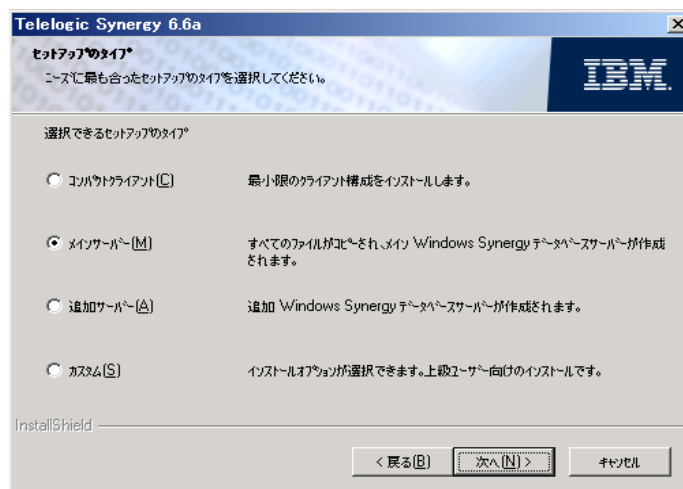 Telelogic Synergy 6.6a
セットアップのタイプ
ニーズに最も合ったセットアップのタイプを選択してください。
IBM.
選択できるセットアップのタイプ
コンパクトクライアント(C) 最小限のクライアント構成をインストールします。
メインサーバー(M) すべてのファイルがコピーされ、メイン Windows Synergy データベースサーバーが作成
されます。
追加サーバー(A) 追加 Windows Synergy データベースサーバーが作成されます。
カスタム(S) インストールオプションが選択できます。上級ユーザー向けのインストールです。
InstallShield
< 戻る(B) 次へ(N) > キャンセル